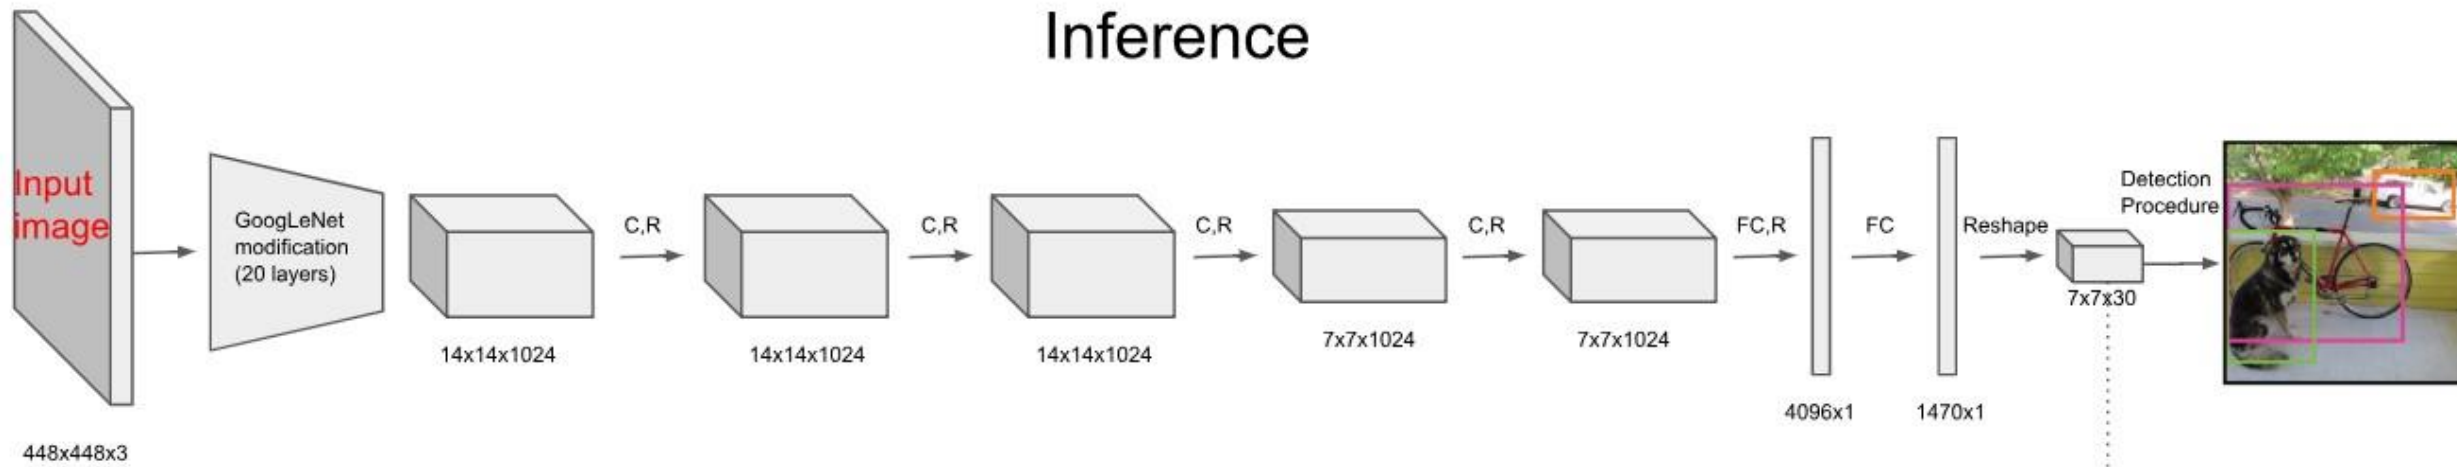 Inference
Input
image
448x448x3
GoogLeNet
modification
(20 layers)
14x14x1024
C,R
14x14x1024
C,R
14x14x1024
C,R
7x7x1024
C,R
7x7x1024
FC,R
4096x1
FC
1470x1
Reshape
7x7x30
Detection
Procedure